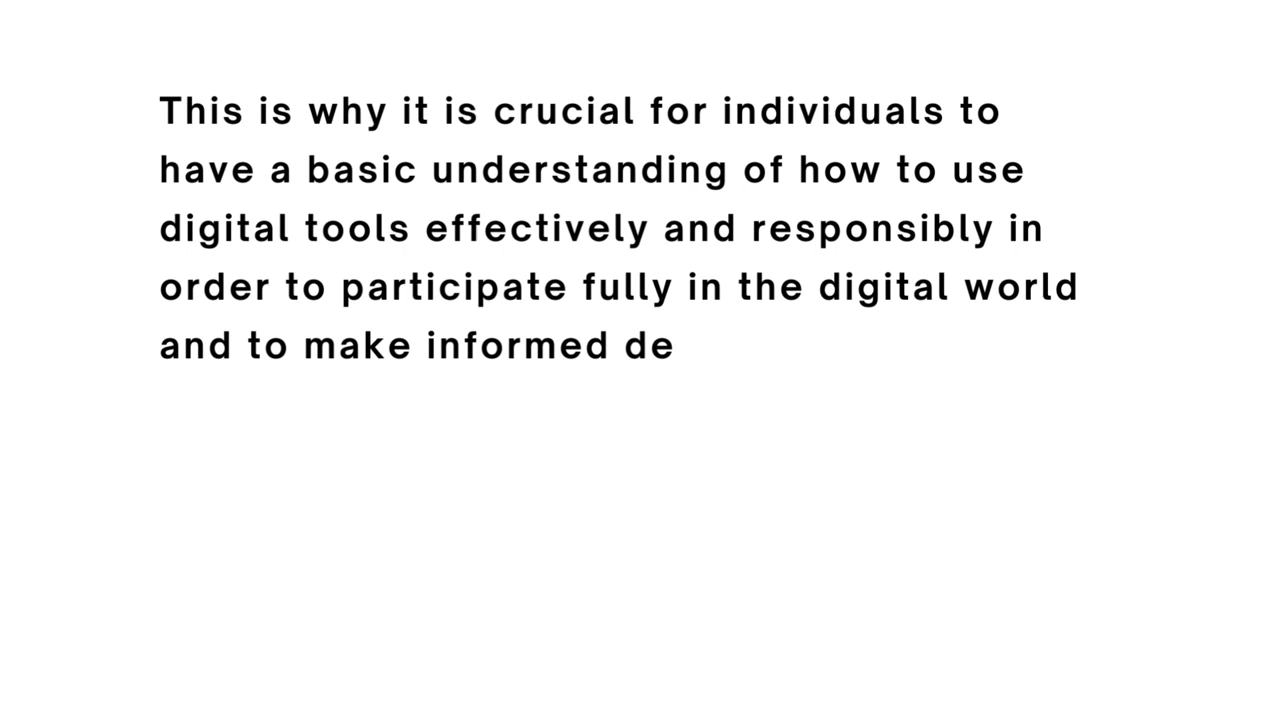 This is why it is crucial for individuals to
have a basic understanding of how to use
digital tools effectively and responsibly in
order to participate fully in the digital world
and to make informed de